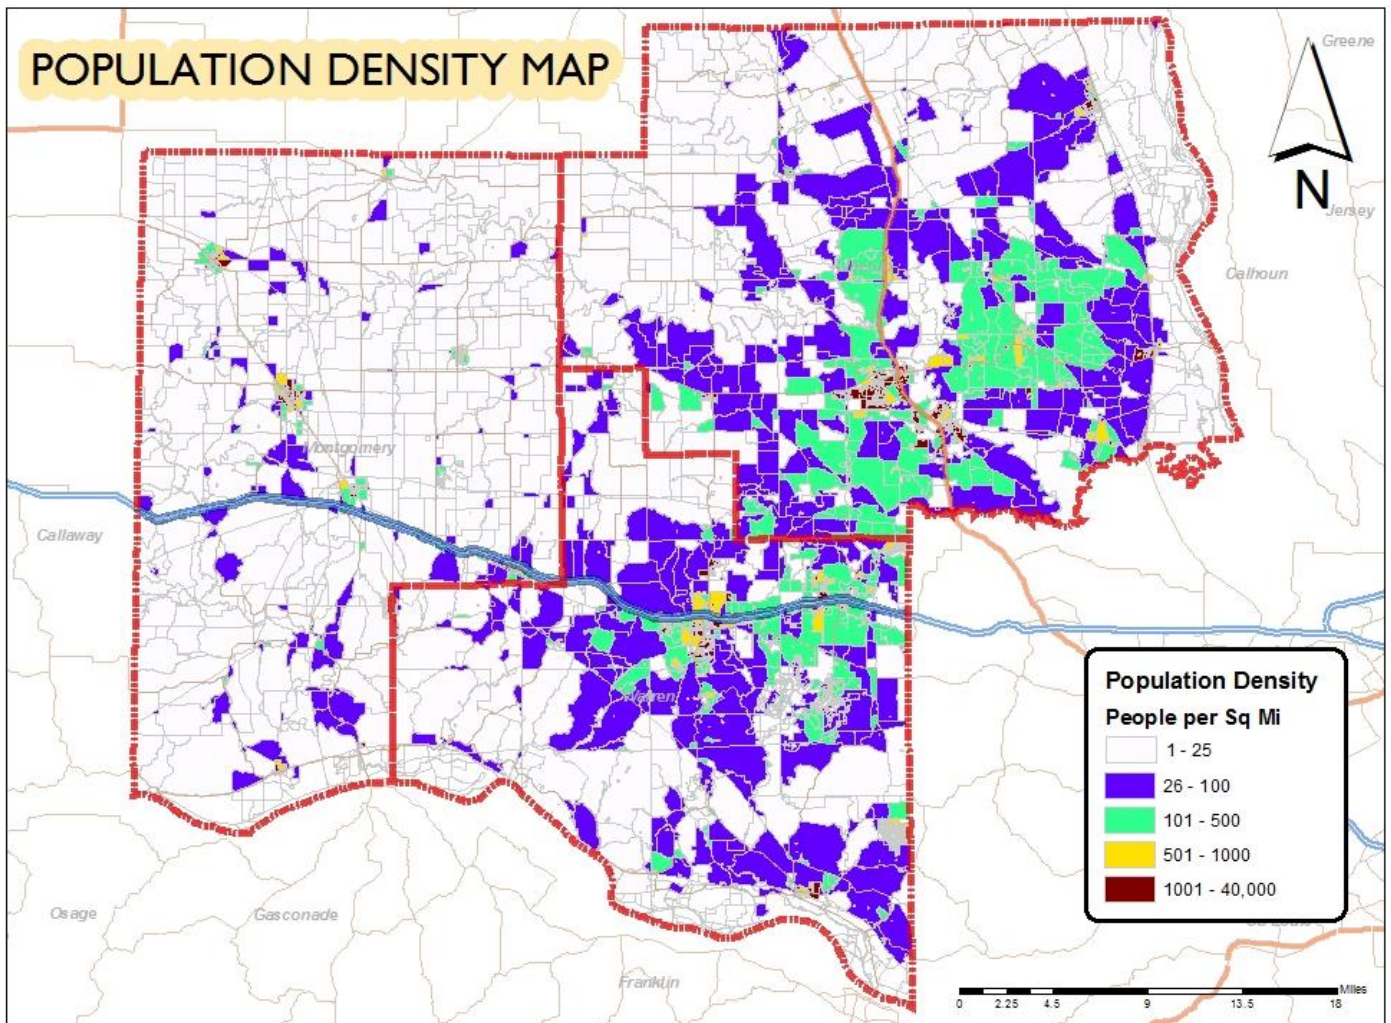 POPULATION DENSITY MAP
Greene
N
Jersey
Calhoun
Montgomery
Callaway
Warren
Population Density
People per Sq Mi
1 - 25
26 - 100
101 - 500
501 - 1000
1001 - 40,000
Osage
Gasconade
Franklin
Miles
0 2.25 4.5 9 13.5 18